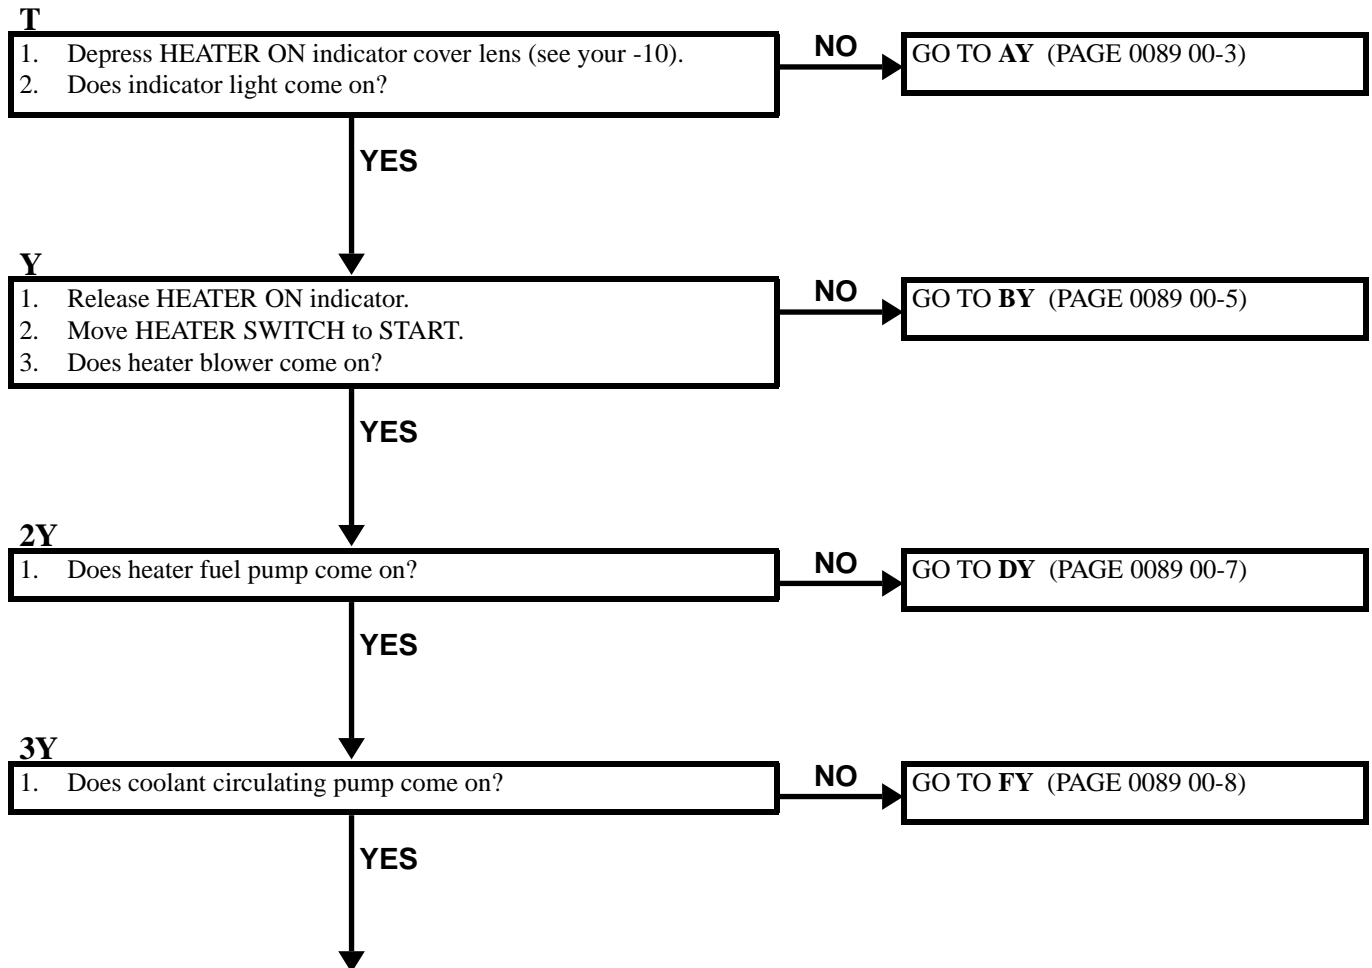 T
1. Depress HEATER ON indicator cover lens (see your -10).
2. Does indicator light come on?
NO
GO TO AY (PAGE 0089 00-3)
YES
Y
1. Release HEATER ON indicator.
2. Move HEATER SWITCH to START.
3. Does heater blower come on?
NO
GO TO BY (PAGE 0089 00-5)
YES
2Y
1. Does heater fuel pump come on?
NO
GO TO DY (PAGE 0089 00-7)
YES
3Y
1. Does coolant circulating pump come on?
NO
GO TO FY (PAGE 0089 00-8)
YES